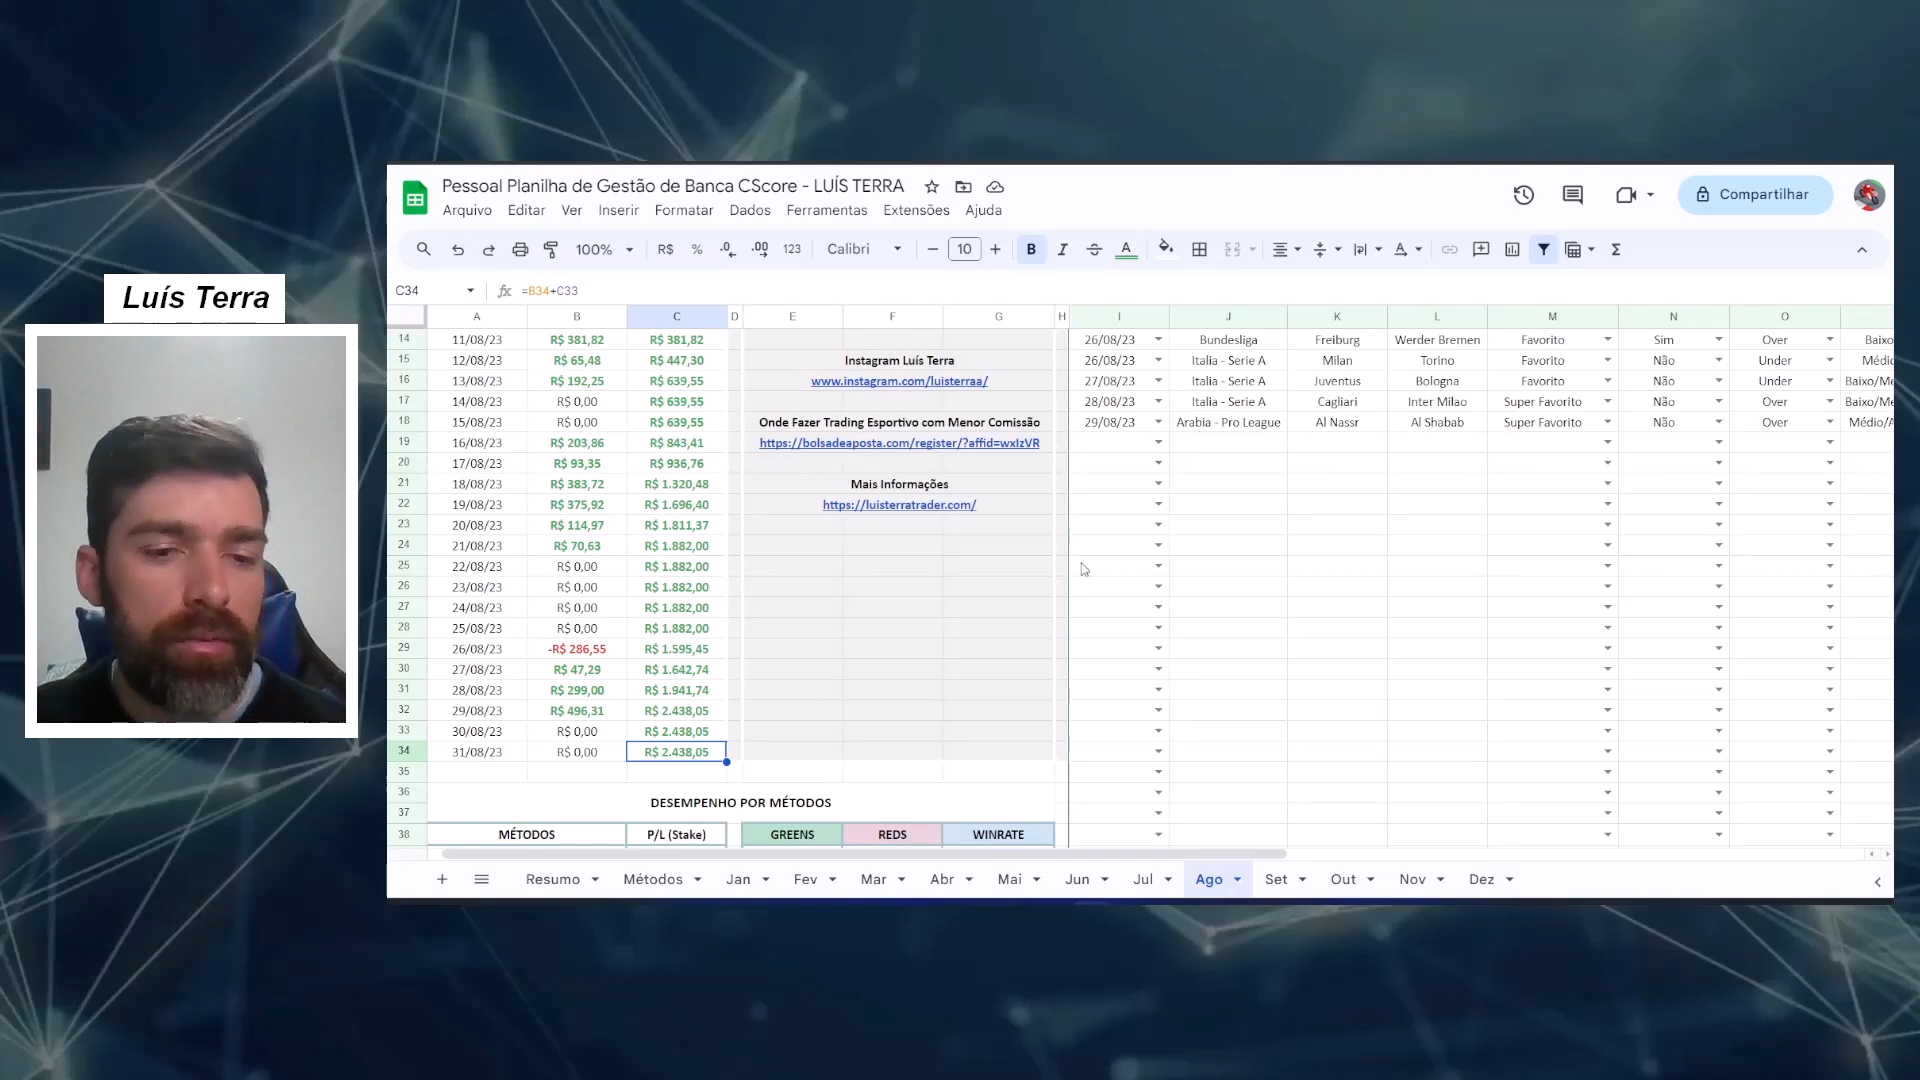 Luís Terra
Pessoal Planilha de Gestão de Banca CScore - LUÍS TERRA
Arquivo Editar Ver Inserir Formatar Dados Ferramentas Extensões Ajuda
Compartilhar
100% R$ % .0 .00 123 Calibri 10 B I A Σ
C34 fx =B34+C33
A B C D E F G H I J K L M N O
14 11/08/23 R$ 381,82 R$ 381,82 26/08/23 Bundesliga Freiburg Werder Bremen Favorito Sim Over Baixo
15 12/08/23 R$ 65,48 R$ 447,30 Instagram Luís Terra 26/08/23 Italia - Serie A Milan Torino Favorito Não Under Médio
16 13/08/23 R$ 192,25 R$ 639,55 www.instagram.com/luisterraa/ 27/08/23 Italia - Serie A Juventus Bologna Favorito Não Under Baixo/Me
17 14/08/23 R$ 0,00 R$ 639,55 28/08/23 Italia - Serie A Cagliari Inter Milao Super Favorito Não Over Baixo/Me
18 15/08/23 R$ 0,00 R$ 639,55 Onde Fazer Trading Esportivo com Menor Comissão 29/08/23 Arabia - Pro League Al Nassr Al Shabab Super Favorito Não Over Médio/A
19 16/08/23 R$ 203,86 R$ 843,41 https://bolsadeaposta.com/register/?affid=wxIzVR
20 17/08/23 R$ 93,35 R$ 936,76
21 18/08/23 R$ 383,72 R$ 1.320,48 Mais Informações
22 19/08/23 R$ 375,92 R$ 1.696,40 https://luisterratrader.com/
23 20/08/23 R$ 114,97 R$ 1.811,37
24 21/08/23 R$ 70,63 R$ 1.882,00
25 22/08/23 R$ 0,00 R$ 1.882,00
26 23/08/23 R$ 0,00 R$ 1.882,00
27 24/08/23 R$ 0,00 R$ 1.882,00
28 25/08/23 R$ 0,00 R$ 1.882,00
29 26/08/23 -R$ 286,55 R$ 1.595,45
30 27/08/23 R$ 47,29 R$ 1.642,74
31 28/08/23 R$ 299,00 R$ 1.941,74
32 29/08/23 R$ 496,31 R$ 2.438,05
33 30/08/23 R$ 0,00 R$ 2.438,05
34 31/08/23 R$ 0,00 R$ 2.438,05
35
36
37 DESEMPENHO POR MÉTODOS
38 MÉTODOS P/L (Stake) GREENS REDS WINRATE
Resumo Métodos Jan Fev Mar Abr Mai Jun Jul Ago Set Out Nov Dez